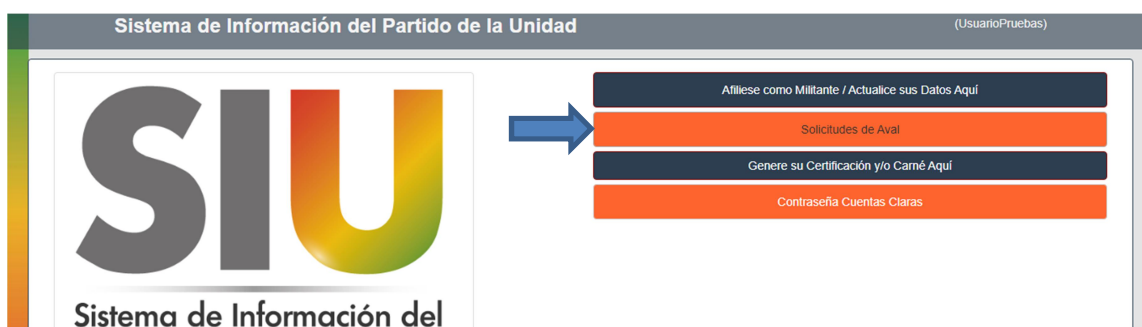 Sistema de Información del Partido de la Unidad
(UsuarioPruebas)
SIU
Sistema de Información del
Afiliese como Militante / Actualice sus Datos Aquí
Solicitudes de Aval
Genere su Certificación y/o Carné Aquí
Contraseña Cuentas Claras